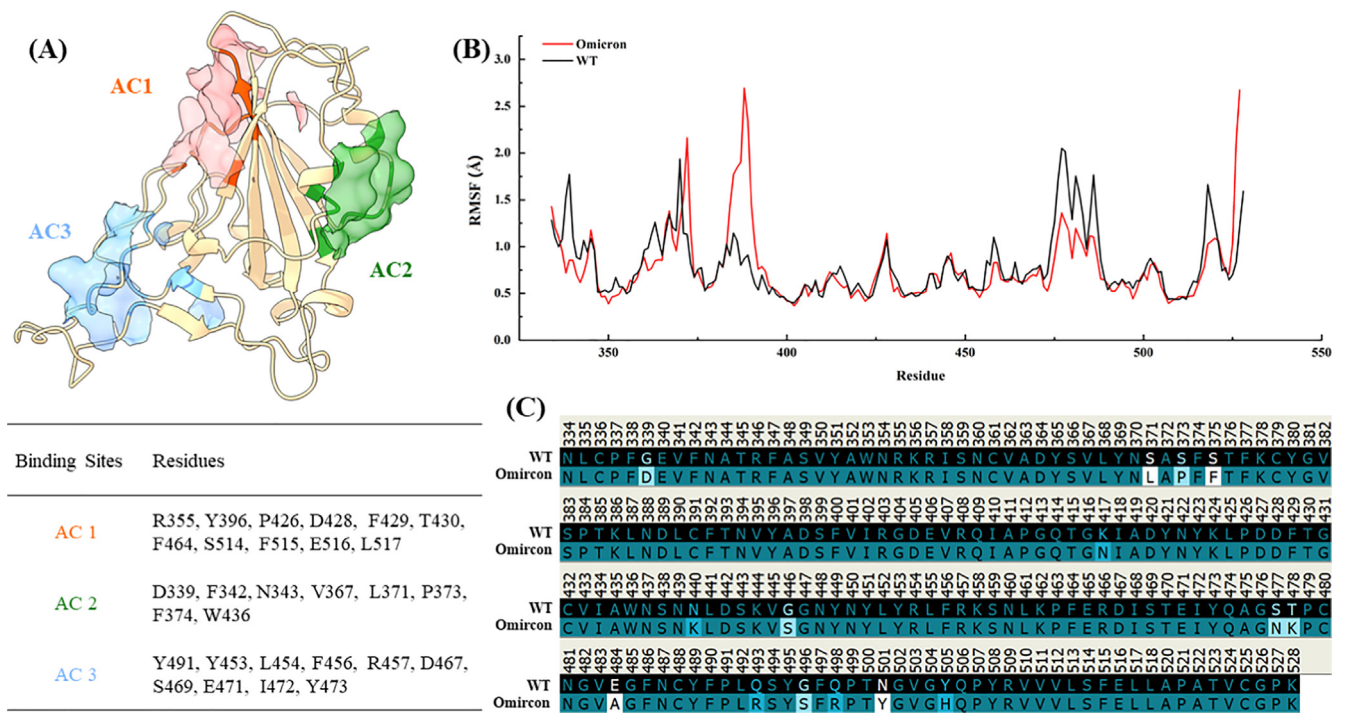 (A)
AC1
AC2
AC3
(B)
Omicron
WT
3.0
2.5
2.0
1.5
1.0
0.5
0.0
RMSF (Å)
350 400 450 500 550
Residue
Binding Sites Residues
AC 1 R355, Y396, P426, D428, F429, T430,
F464, S514, F515, E516, L517
AC 2 D339, F342, N343, V367, L371, P373,
F374, W436
AC 3 Y491, Y453, L454, F456, R457, D467,
S469, E471, I472, Y473
(C)
334 335 336 337 338 339 340 341 342 343 344 345 346 347 348 349 350 351 352 353 354 355 356 357 358 359 360 361 362 363 364 365 366 367 368 369 370 371 372 373 374 375 376 377 378 379 380 381 382
WT N L C P F G E V F N A T R F A S V Y A W N R K R I S N C V A D Y S V L Y N S A S F S T F K C Y G V
Omircon N L C P F D E V F N A T R F A S V Y A W N R K R I S N C V A D Y S V L Y N L A P F F T F K C Y G V
383 384 385 386 387 388 389 390 391 392 393 394 395 396 397 398 399 400 401 402 403 404 405 406 407 408 409 410 411 412 413 414 415 416 417 418 419 420 421 422 423 424 425 426 427 428 429 430 431
WT S P T K L N D L C F T N V Y A D S F V I R G D E V R Q I A P G Q T G K I A D Y N Y K L P D D F T G
Omircon S P T K L N D L C F T N V Y A D S F V I R G D E V R Q I A P G Q T G N I A D Y N Y K L P D D F T G
432 433 434 435 436 437 438 439 440 441 442 443 444 445 446 447 448 449 450 451 452 453 454 455 456 457 458 459 460 461 462 463 464 465 466 467 468 469 470 471 472 473 474 475 476 477 478 479 480
WT C V I A W N S N N L D S K V G G N Y N Y L Y R L F R K S N L K P F E R D I S T E I Y Q A G S T P C
Omircon C V I A W N S N K L D S K V S G N Y N Y L Y R L F R K S N L K P F E R D I S T E I Y Q A G N K P C
481 482 483 484 485 486 487 488 489 490 491 492 493 494 495 496 497 498 499 500 501 502 503 504 505 506 507 508 509 510 511 512 513 514 515 516 517 518 520 521 522 523 524 525 526 527 528
WT N G V E G F N C Y F P L Q S Y G F Q P T N G V G Y Q P Y R V V V L S F E L L A P A T V C G P K
Omircon N G V A G F N C Y F P L R S Y S F R P T Y G V G H Q P Y R V V V L S F E L L A P A T V C G P K